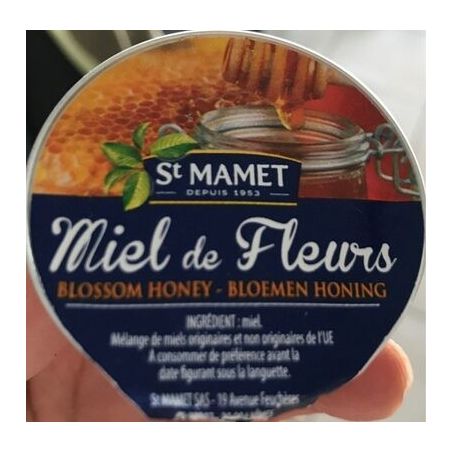 St MAMET
DEPUIS 1953
Miel de Fleurs
BLOSSOM HONEY - BLOEMEN HONING
INGRÉDIENT : miel.
Mélange de miels originaires et non originaires de l'UE
A consommer de préférence avant la
date figurant sous la languette.
St MAMET SAS - 19 Avenue Feuchères